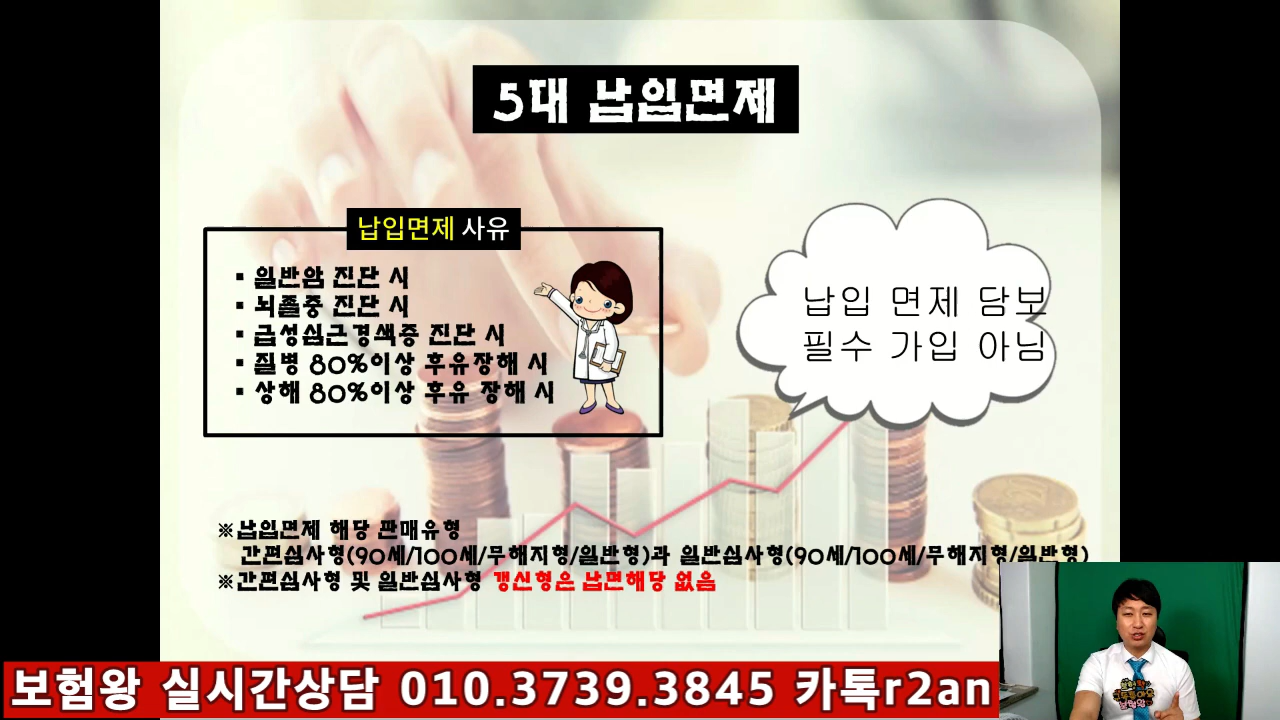 5대 납입면제
납입면제 사유
▪ 일반암 진단 시
▪ 뇌졸중 진단 시
▪ 급성심근경색증 진단 시
▪ 질병 80%이상 후유장해 시
▪ 상해 80%이상 후유 장해 시
납입 면제 담보
필수 가입 아님
※납입면제 해당 판매유형
간편심사형(90세/100세/무해지형/일반형)과 일반심사형(90세/100세/무해지형/일반형)
※간편심사형 및 일반심사형 갱신형은 납면해당 없음
보험왕 실시간상담 010.3739.3845 카톡r2an